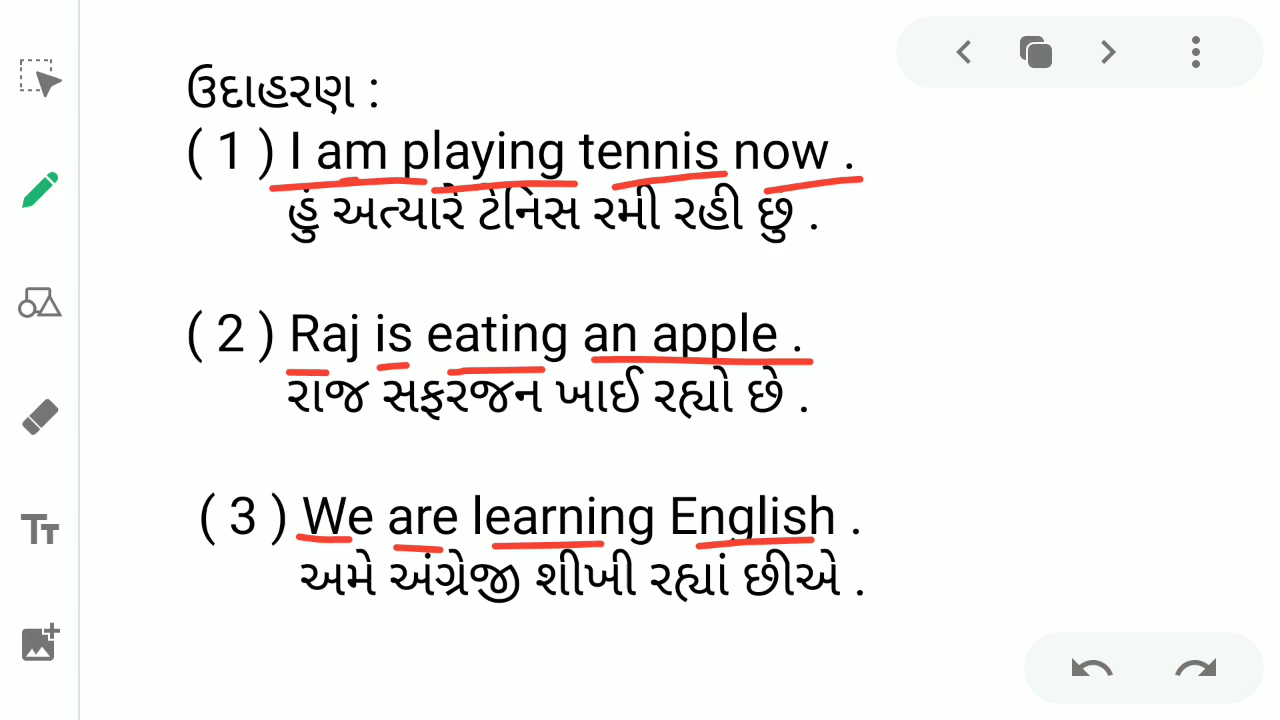 ઉદાહરણ :
( 1 ) I am playing tennis now .
હું અત્યારે ટેનિસ રમી રહી છુ .
( 2 ) Raj is eating an apple .
રાજ સફરજન ખાઈ રહ્યો છે .
( 3 ) We are learning English .
અમે અંગ્રેજી શીખી રહ્યાં છીએ .